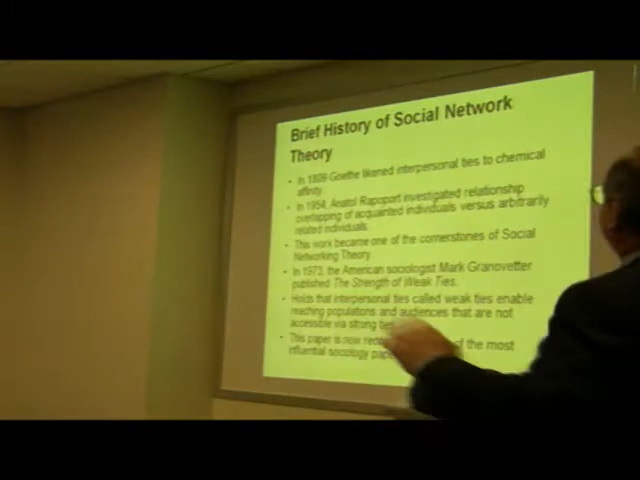 Brief History of Social Network
Theory
• In 1809 Goethe likened interpersonal ties to chemical
affinity.
• In 1954, Anatol Rapoport investigated relationship
overlapping of acquainted individuals versus arbitrarily
related individuals.
• This work became one of the cornerstones of Social
Networking Theory.
• In 1973, the American sociologist Mark Granovetter
published The Strength of Weak Ties.
• Holds that interpersonal ties called weak ties enable
reaching populations and audiences that are not
accessible via strong
• This paper is now of the most
influential sociology